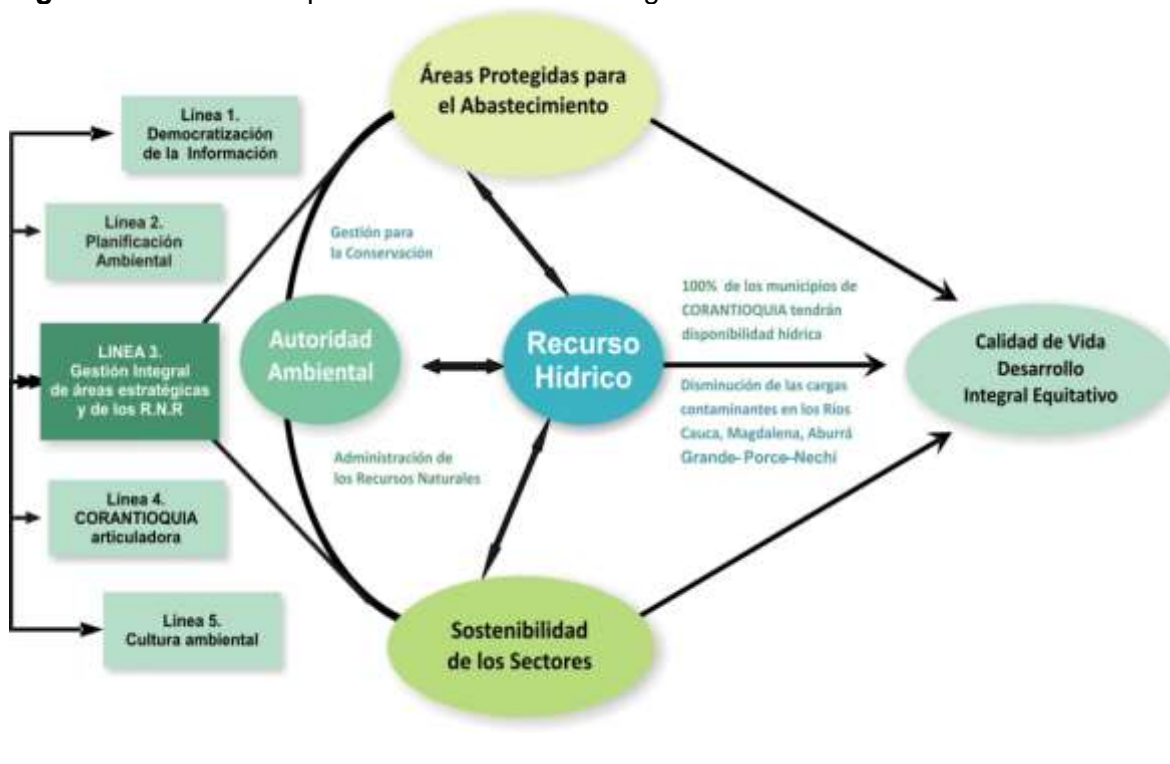 Áreas Protegidas para
el Abastecimiento
Línea 1.
Democratización
de la Información
Línea 2.
Planificación
Ambiental
LINEA 3.
Gestión Integral
de áreas estratégicas
y de los R.N.R
Línea 4.
CORANTIOQUIA
articuladora
Línea 5.
Cultura ambiental
Gestión para
la Conservación
Autoridad
Ambiental
Administración de
los Recursos Naturales
Recurso
Hídrico
100% de los municipios de
CORANTIOQUIA tendrán
disponibilidad hídrica
Disminución de las cargas
contaminantes en los Ríos
Cauca, Magdalena, Aburrá
Grande-Porce-Nechí
Calidad de Vida
Desarrollo
Integral Equitativo
Sostenibilidad
de los Sectores